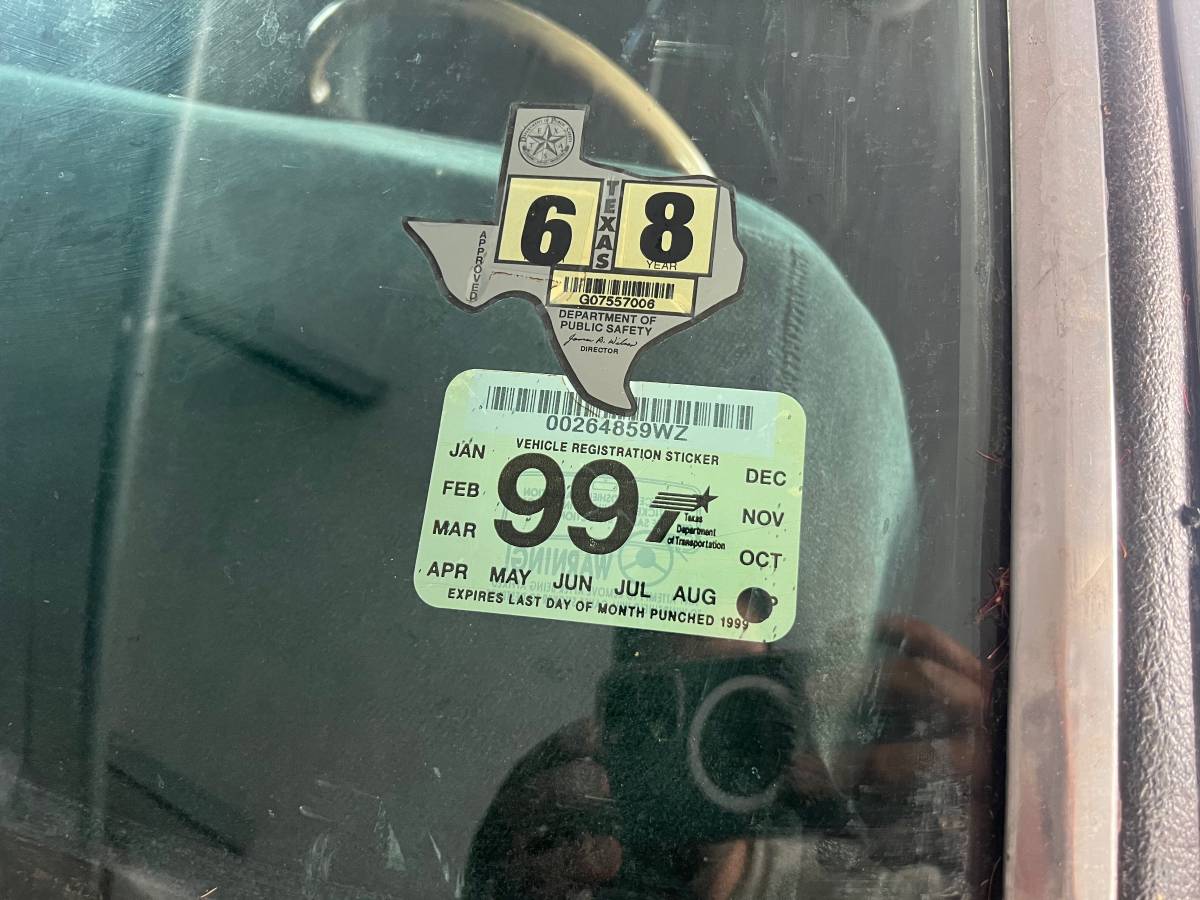 TEXAS
6
8
YEAR
APPROVED
G07557006
DEPARTMENT OF
PUBLIC SAFETY
DIRECTOR
00264859WZ
VEHICLE REGISTRATION STICKER
JAN
FEB
MAR
99
DEC
NOV
OCT
Texas
Department
of Transportation
WARNING!
APR MAY JUN JUL AUG
EXPIRES LAST DAY OF MONTH PUNCHED 1999